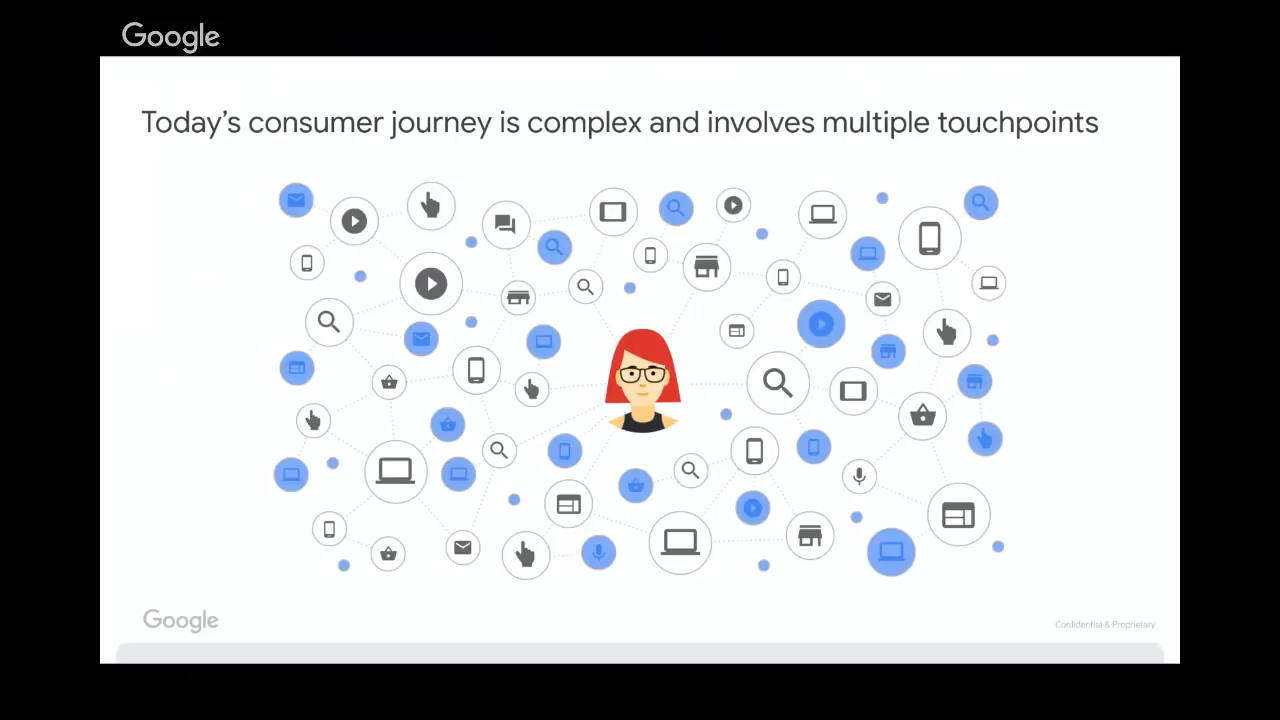 Google
Today's consumer journey is complex and involves multiple touchpoints
Google
Confidential & Proprietary